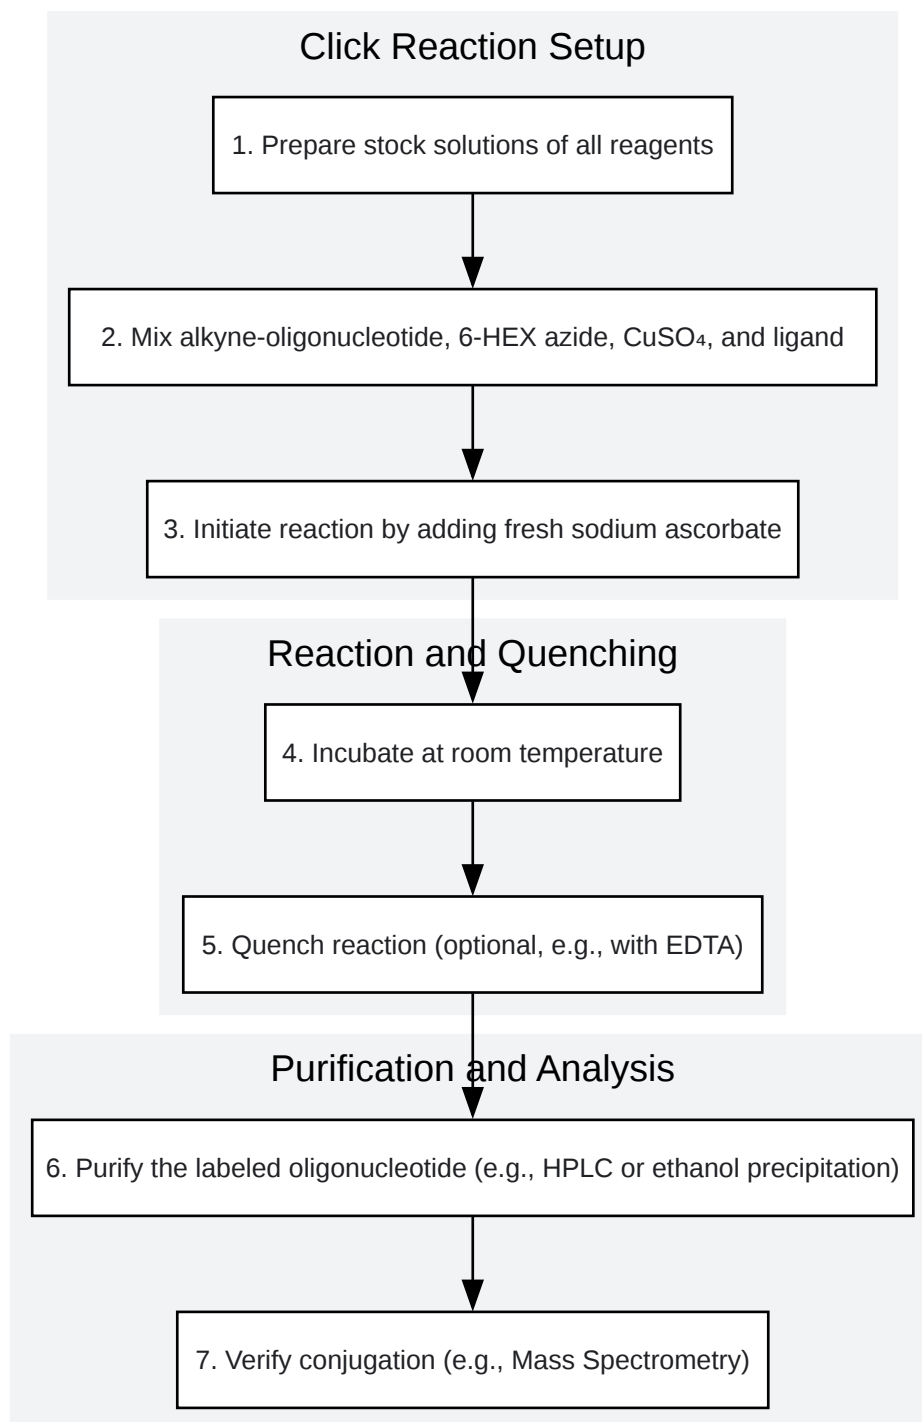 Click Reaction Setup
1. Prepare stock solutions of all reagents
2. Mix alkyne-oligonucleotide, 6-HEX azide, CuSO₄, and ligand
3. Initiate reaction by adding fresh sodium ascorbate
Reaction and Quenching
4. Incubate at room temperature
5. Quench reaction (optional, e.g., with EDTA)
Purification and Analysis
6. Purify the labeled oligonucleotide (e.g., HPLC or ethanol precipitation)
7. Verify conjugation (e.g., Mass Spectrometry)